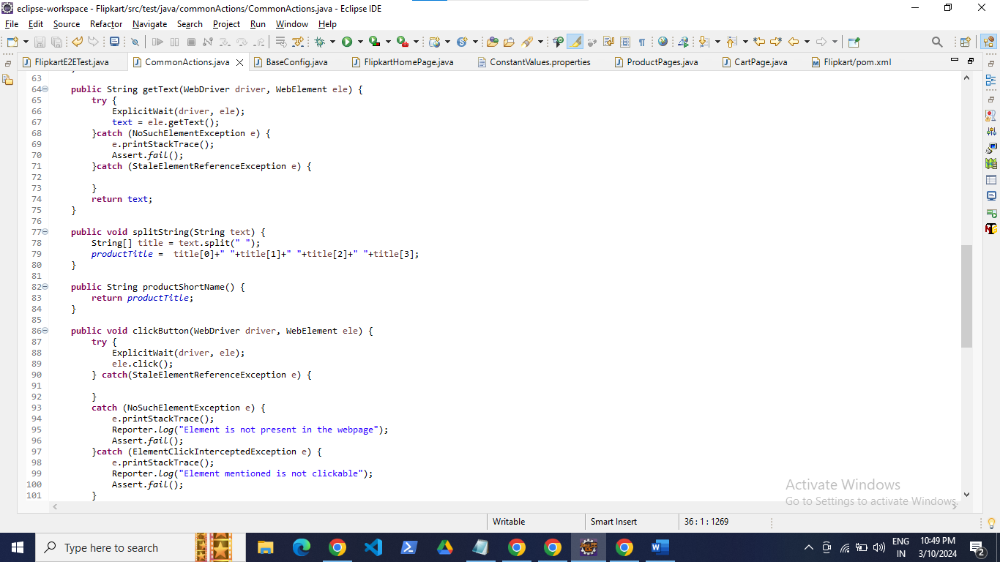 eclipse-workspace - Flipkart/src/test/java/commonActions/CommonActions.java - Eclipse IDE
File Edit Source Refactor Navigate Search Project Run Window Help
FlipkartE2ETest.java CommonActions.java BaseConfig.java FlipkartHomePage.java ConstantValues.properties ProductPages.java CartPage.java Flipkart/pom.xml
63
64 public String getText(WebDriver driver, WebElement ele) {
65 try {
66 ExplicitWait(driver, ele);
67 text = ele.getText();
68 }catch (NoSuchElementException e) {
69 e.printStackTrace();
70 Assert.fail();
71 }catch (StaleElementReferenceException e) {
72
73 }
74 return text;
75 }
76
77 public void splitString(String text) {
78 String[] title = text.split(" ");
79 productTitle =  title[0]+" "+title[1]+" "+title[2]+" "+title[3];
80 }
81
82 public String productShortName() {
83 return productTitle;
84 }
85
86 public void clickButton(WebDriver driver, WebElement ele) {
87 try {
88 ExplicitWait(driver, ele);
89 ele.click();
90 } catch(StaleElementReferenceException e) {
91
92 }
93 catch (NoSuchElementException e) {
94 e.printStackTrace();
95 Reporter.log("Element is not present in the webpage");
96 Assert.fail();
97 }catch (ElementClickInterceptedException e) {
98 e.printStackTrace();
99 Reporter.log("Element mentioned is not clickable");
100 Assert.fail();
101 }
Activate Windows
Go to Settings to activate Windows.
Writable Smart Insert 36 : 1 : 1269
Type here to search
ENG 10:49 PM
IN 3/10/2024 2